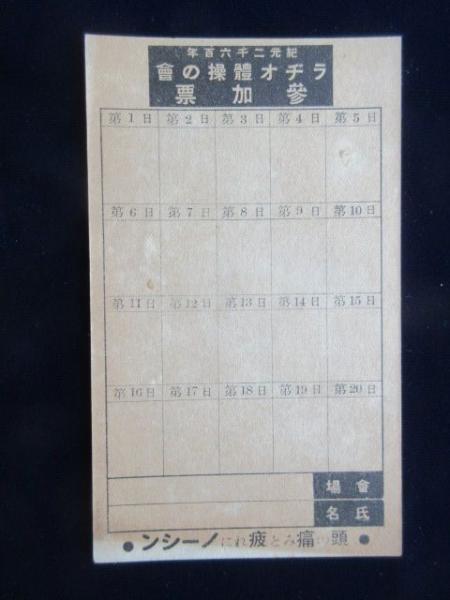 紀元二千六百年
ラヂオ體操の會
參加票
第1日 第2日 第3日 第4日 第5日
第6日 第7日 第8日 第9日 第10日
第11日 第12日 第13日 第14日 第15日
第16日 第17日 第18日 第19日 第20日
會場
氏名
●頭の痛みと疲れにノーシン●